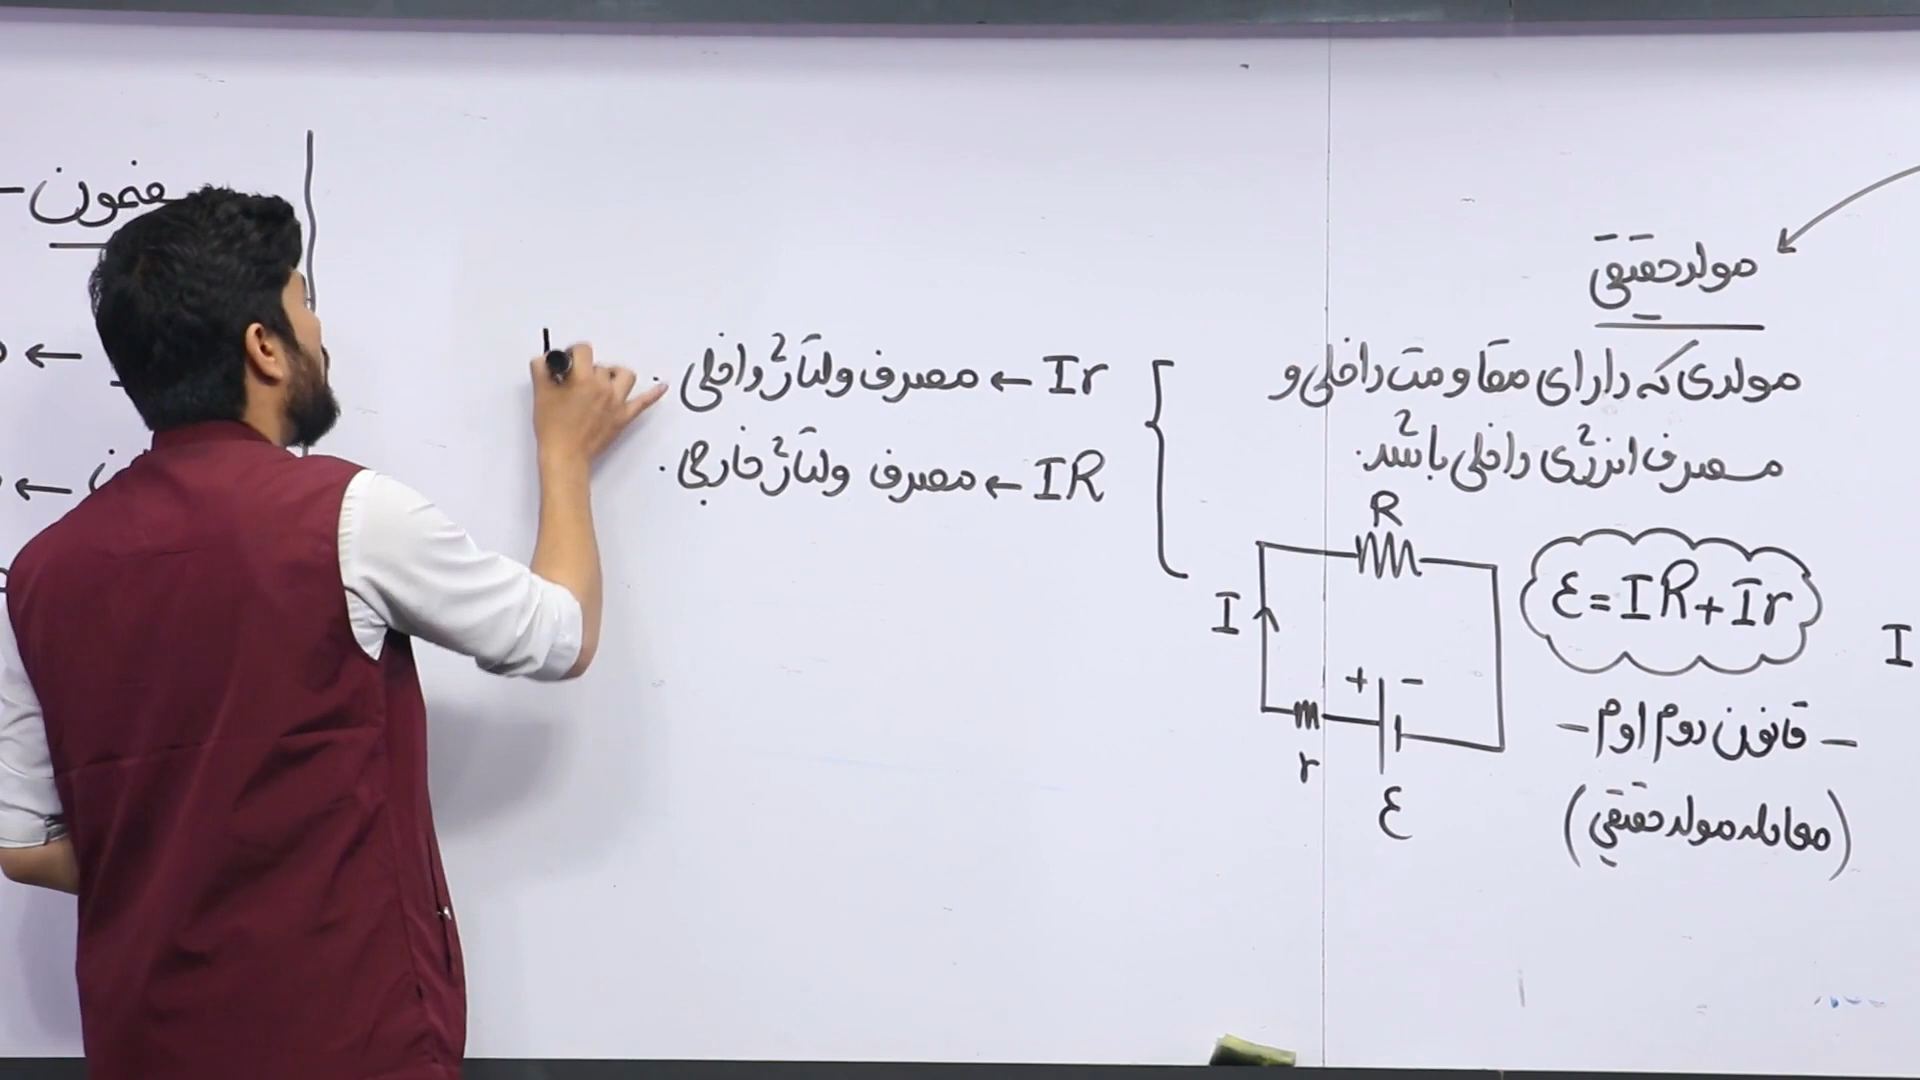 مولد حقیقی
مولدی که دارای مقاومت داخلی و
مصرف انرژی داخلی باشد.
R
I
+ -
r
ε
ε = IR + Ir
- قانون دوم اوم -
(معادله مولد حقیقی)
I
Ir ← مصرف ولتاژ داخلی.
IR ← مصرف ولتاژ خارجی.
←
←